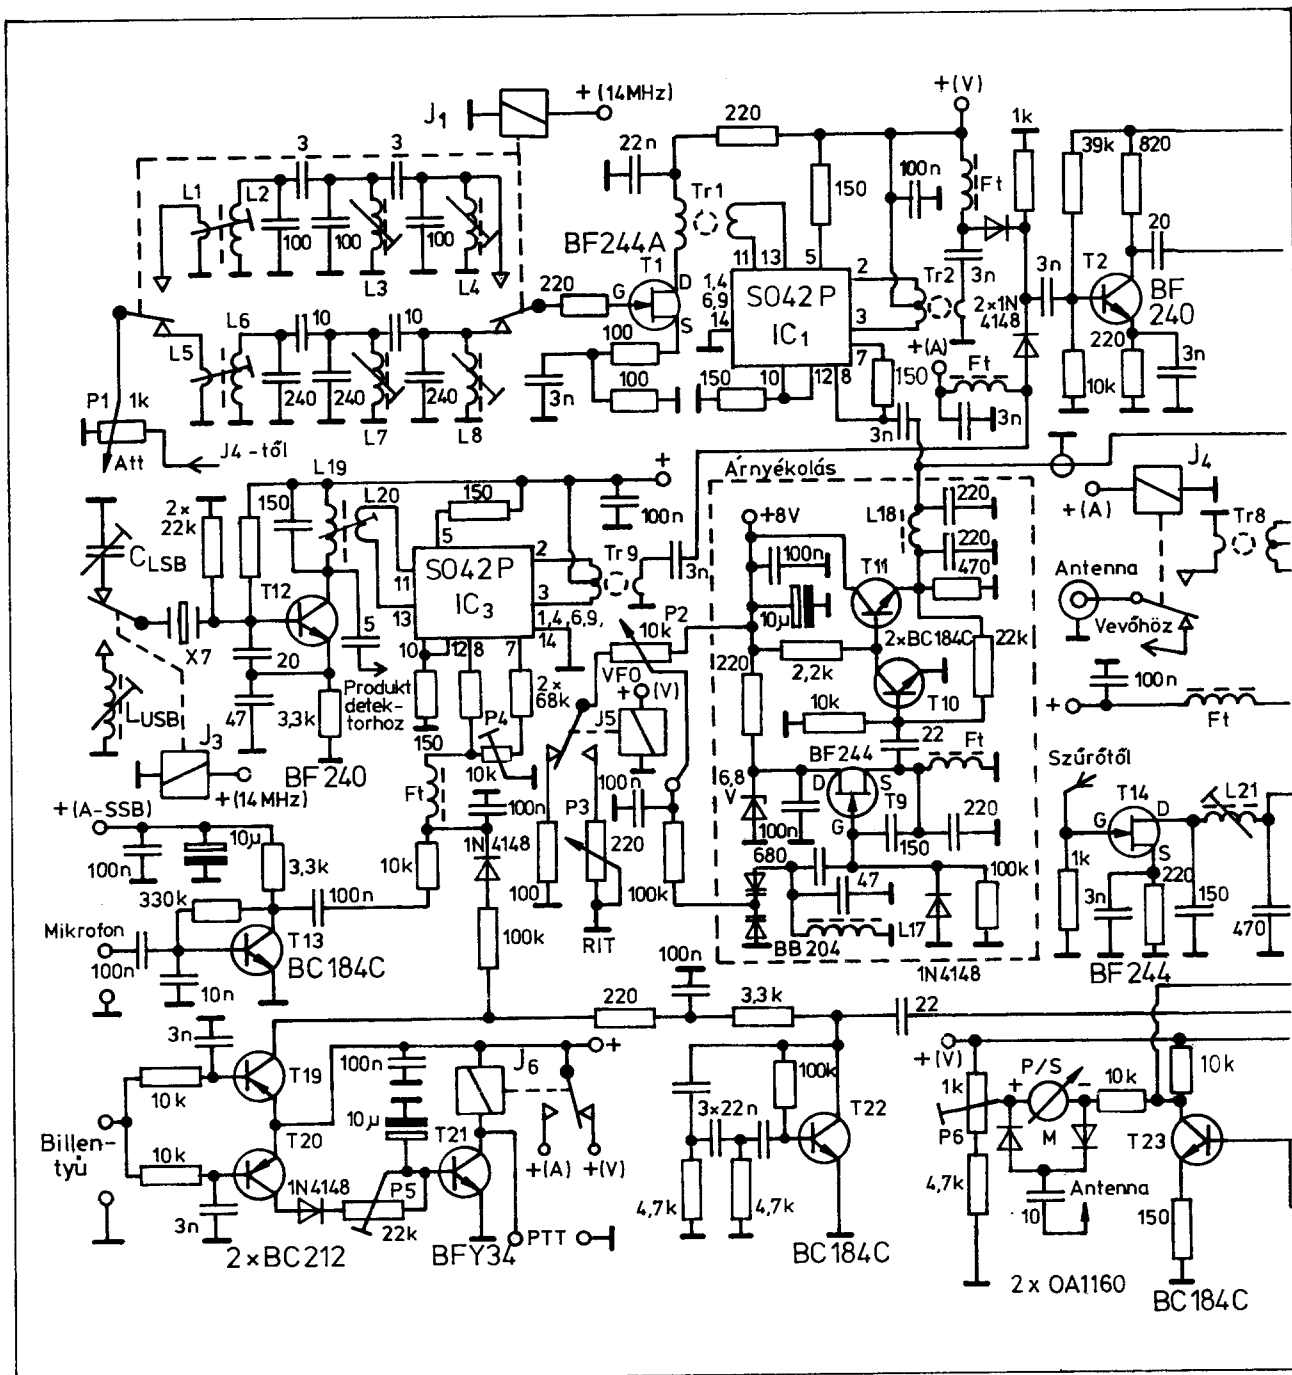 J1
+(14MHz)
+(V)
220
1k
3
3
22n
39k
820
L1
L2
Tr1
150
100n
Ft
20
100
100
100
BF244A
T1
11
13
5
2
Tr2
3n
3n
T2
L3
L4
220
G
D
S
1,4
6,9
14
S042P
IC1
3
2×1N
4148
BF
240
L5
L6
10
10
100
7
+(A)
220
3n
P1
1k
240
240
240
3n
100
150
10
12
8
150
Ft
10k
L7
L8
3n
3n
Att
J4-től
L19
Árnyékolás
J4
150
L20
150
+
2×
22k
100n
+8V
L18
220
+(A)
Tr8
CLSB
5
2
Tr9
3n
100n
T11
220
T12
11
S042P
IC3
3
10µ
470
Antenna
13
1,4,6,9,
14
P2
10k
2×BC184C
22k
X7
5
10
12
8
7
20
VFO
220
2,2k
T10
Vevőhöz
Produkt
detek-
torhoz
2×
68k
+(V)
10k
100n
47
3,3k
LUSB
P4
J5
22
+
Ft
J3
150
BF244
Ft
BF240
10k
100n
6,8
V
D
S
Szűrőtől
+(14MHz)
Ft
100n
P3
100n
T9
T14
L21
+(A-SSB)
100n
G
220
G
D
10µ
1N4148
220
150
S
3,3k
10k
680
1k
220
100n
100k
47
100k
3n
150
330k
100n
100
470
Mikrofon
T13
100k
RIT
BB204
L17
100n
BC184C
1N4148
BF244
10n
100n
220
3,3k
22
3n
+
+(V)
T19
100n
J6
100k
1k
P/S
10k
10k
10k
+
-
10µ
3×22n
T22
P6
M
T23
Billen-
tyü
T20
T21
10k
+(A)
+(V)
1N4148
P5
4,7k
Antenna
3n
22k
4,7k
4,7k
10
150
2×BC212
BFY34
PTT
BC184C
2× OA1160
BC184C